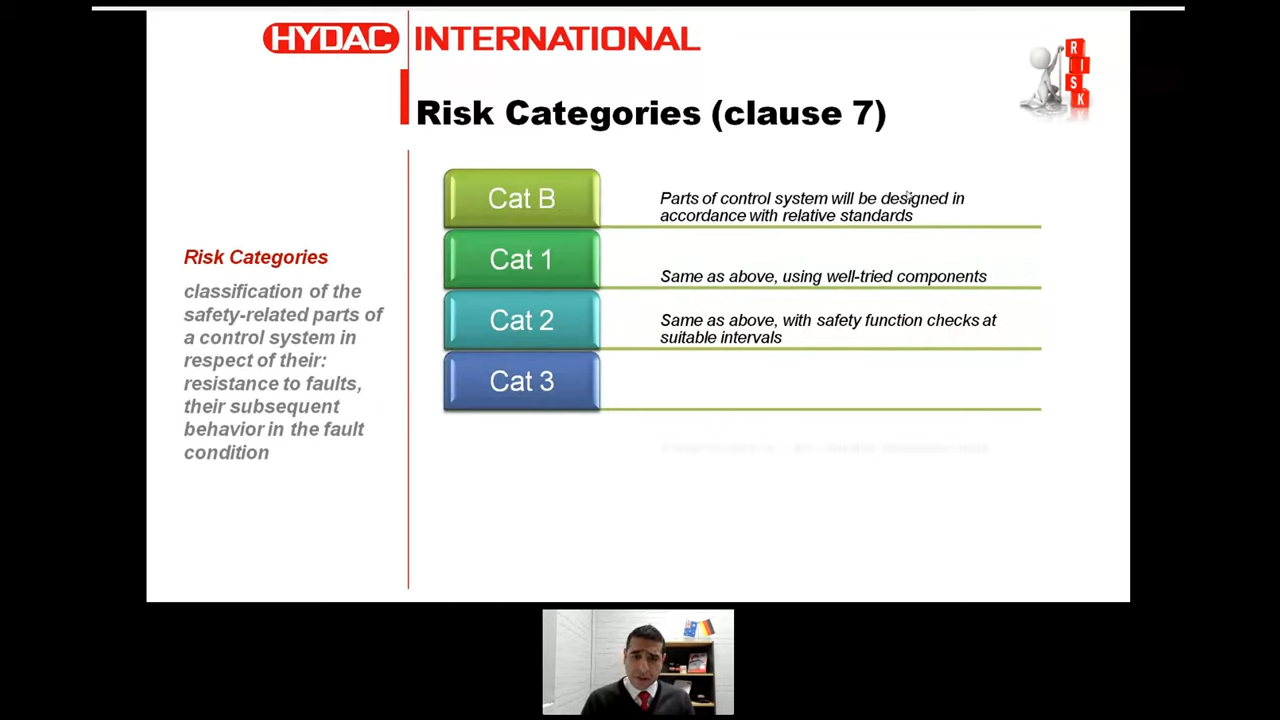 HYDAC INTERNATIONAL
R
I
S
K
Risk Categories (clause 7)
Risk Categories
classification of the
safety-related parts of
a control system in
respect of their:
resistance to faults,
their subsequent
behavior in the fault
condition
Cat B
Parts of control system will be designed in
accordance with relative standards
Cat 1
Same as above, using well-tried components
Cat 2
Same as above, with safety function checks at
suitable intervals
Cat 3